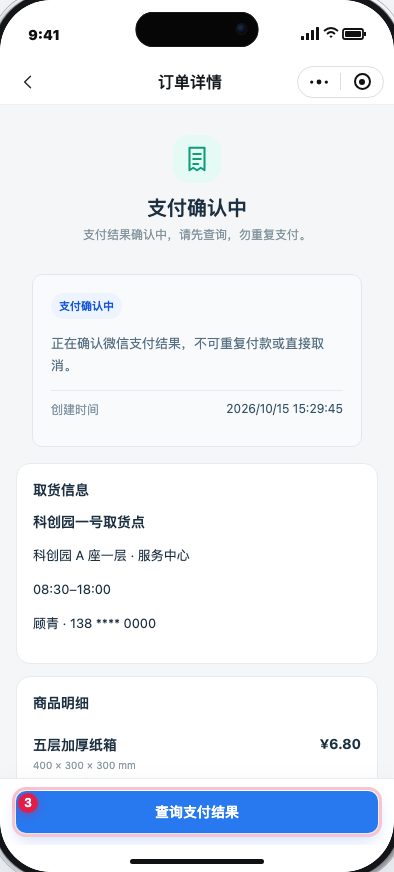 9:41
订单详情
支付确认中
支付结果确认中，请先查询，勿重复支付。
支付确认中
正在确认微信支付结果，不可重复付款或直接取
消。
创建时间 2026/10/15 15:29:45
取货信息
科创园一号取货点
科创园 A 座一层 · 服务中心
08:30–18:00
顾青 · 138 **** 0000
商品明细
五层加厚纸箱 ¥6.80
400 × 300 × 300 mm
3
查询支付结果